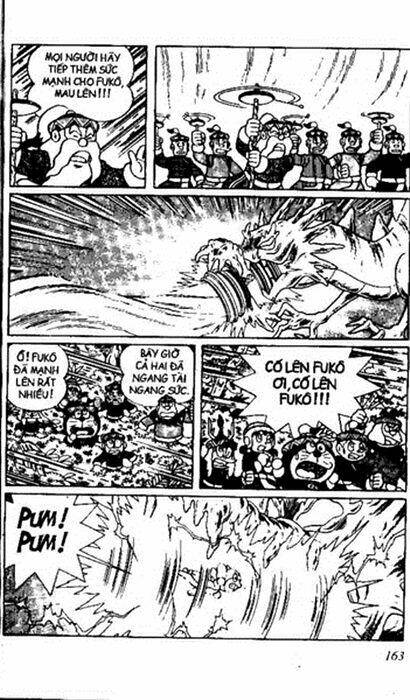 MỌI NGƯỜI HÃY
TIẾP THÊM SỨC
MẠNH CHO FUKÔ,
MAU LÊN!!!
Ồ! FUKÔ
ĐÃ MẠNH
LÊN RẤT
NHIỀU!
BÂY GIỜ
CẢ HAI ĐÃ
NGANG TÀI
NGANG SỨC.
CỐ LÊN FUKÔ
ƠI, CỐ LÊN
FUKÔ!!!
PUM!
PUM!
163